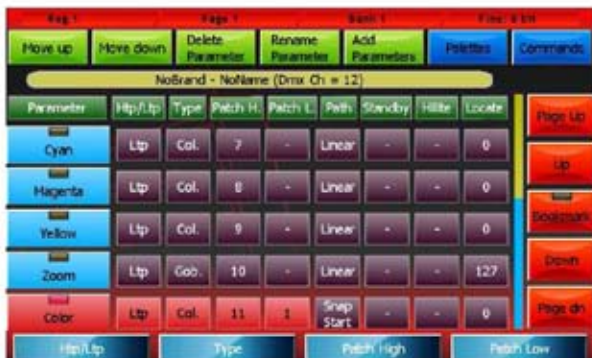 Page 1
Bank 1
Move up
Move down
Delete Parameter
Rename Parameter
Add Parameters
Palettes
Commands
NoBrand - NoName (Dmx Ch = 12)
Parameter Htp/Ltp Type Patch H. Patch L. Path Standby Hilite Locate
Page Up
Cyan Ltp Col. 7 - Linear - - 0
Up
Magenta Ltp Col. 8 - Linear - - 0
Bookmark
Yellow Ltp Col. 9 - Linear - - 0
Down
Zoom Ltp Gob. 10 - Linear - - 127
Color Ltp Col. 11 1 Snap Start - - 0
Page dn
Htp/Ltp
Type
Patch High
Patch Low